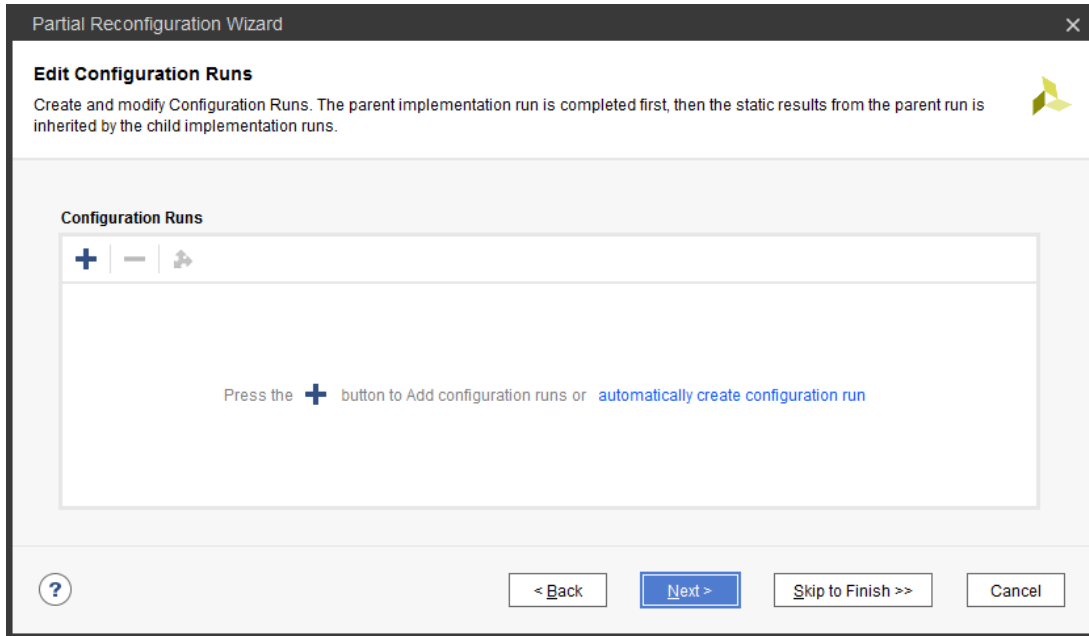 Partial Reconfiguration Wizard
Edit Configuration Runs
Create and modify Configuration Runs. The parent implementation run is completed first, then the static results from the parent run is
inherited by the child implementation runs.
Configuration Runs
Press the + button to Add configuration runs or automatically create configuration run
? < Back Next > Skip to Finish >> Cancel